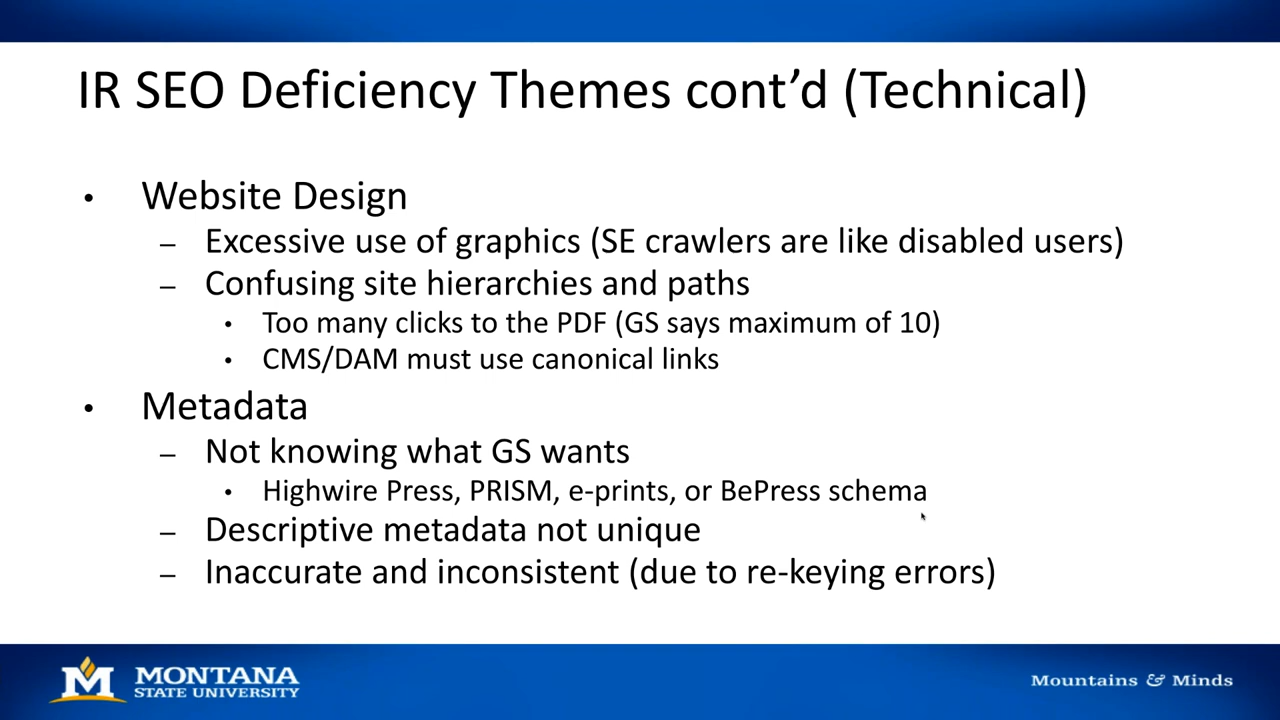 IR SEO Deficiency Themes cont’d (Technical)
• Website Design
– Excessive use of graphics (SE crawlers are like disabled users)
– Confusing site hierarchies and paths
• Too many clicks to the PDF (GS says maximum of 10)
• CMS/DAM must use canonical links
• Metadata
– Not knowing what GS wants
• Highwire Press, PRISM, e-prints, or BePress schema
– Descriptive metadata not unique
– Inaccurate and inconsistent (due to re-keying errors)
M MONTANA
STATE UNIVERSITY
Mountains & Minds